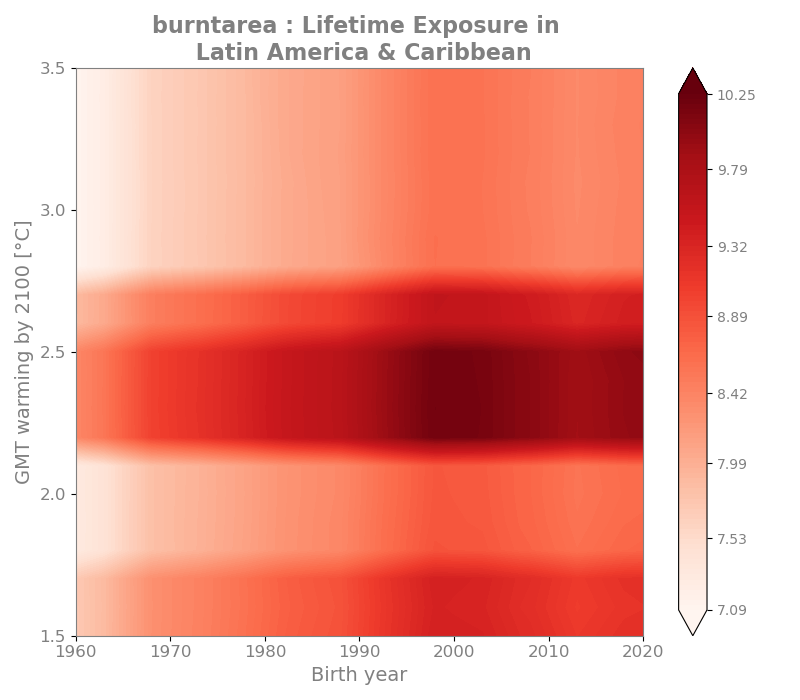 burntarea : Lifetime Exposure in
Latin America & Caribbean
3.5
3.0
2.5
2.0
1.5
GMT warming by 2100 [°C]
1960 1970 1980 1990 2000 2010 2020
Birth year
10.25
9.79
9.32
8.89
8.42
7.99
7.53
7.09